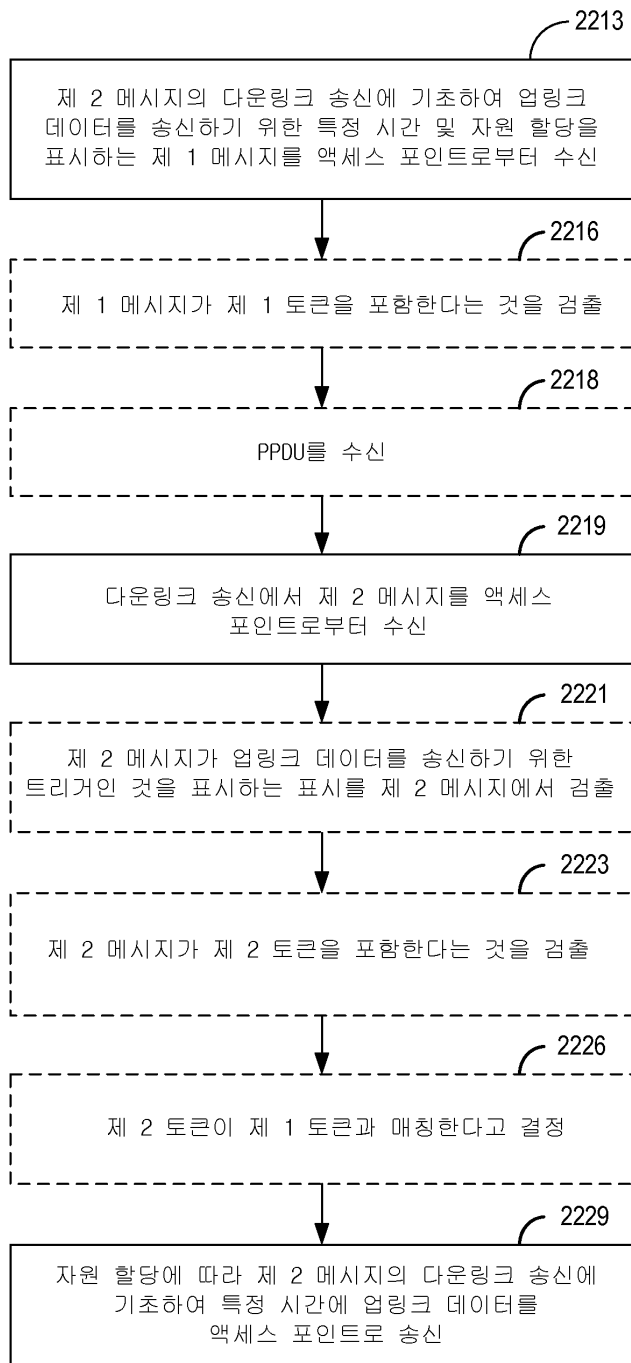 2213
제 2 메시지의 다운링크 송신에 기초하여 업링크
데이터를 송신하기 위한 특정 시간 및 자원 할당을
표시하는 제 1 메시지를 액세스 포인트로부터 수신
2216
제 1 메시지가 제 1 토큰을 포함한다는 것을 검출
2218
PPDU를 수신
2219
다운링크 송신에서 제 2 메시지를 액세스
포인트로부터 수신
2221
제 2 메시지가 업링크 데이터를 송신하기 위한
트리거인 것을 표시하는 표시를 제 2 메시지에서 검출
2223
제 2 메시지가 제 2 토큰을 포함한다는 것을 검출
2226
제 2 토큰이 제 1 토큰과 매칭한다고 결정
2229
자원 할당에 따라 제 2 메시지의 다운링크 송신에
기초하여 특정 시간에 업링크 데이터를
액세스 포인트로 송신